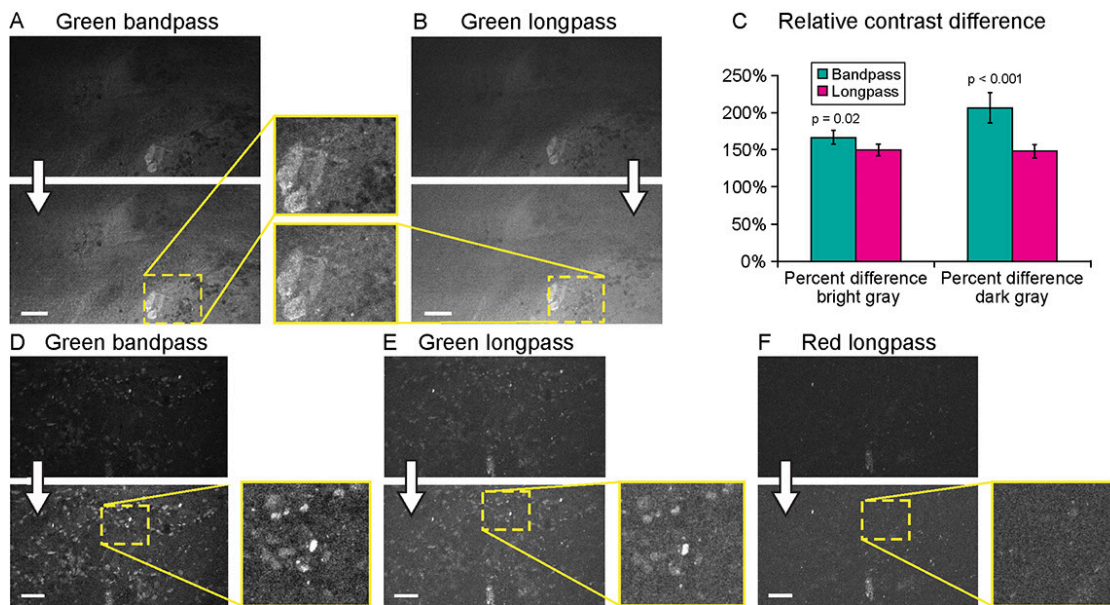 A Green bandpass
B Green longpass
C Relative contrast difference
250%
200%
150%
100%
50%
0%
Bandpass
Longpass
p = 0.02
p < 0.001
Percent difference
bright gray
Percent difference
dark gray
D Green bandpass
E Green longpass
F Red longpass